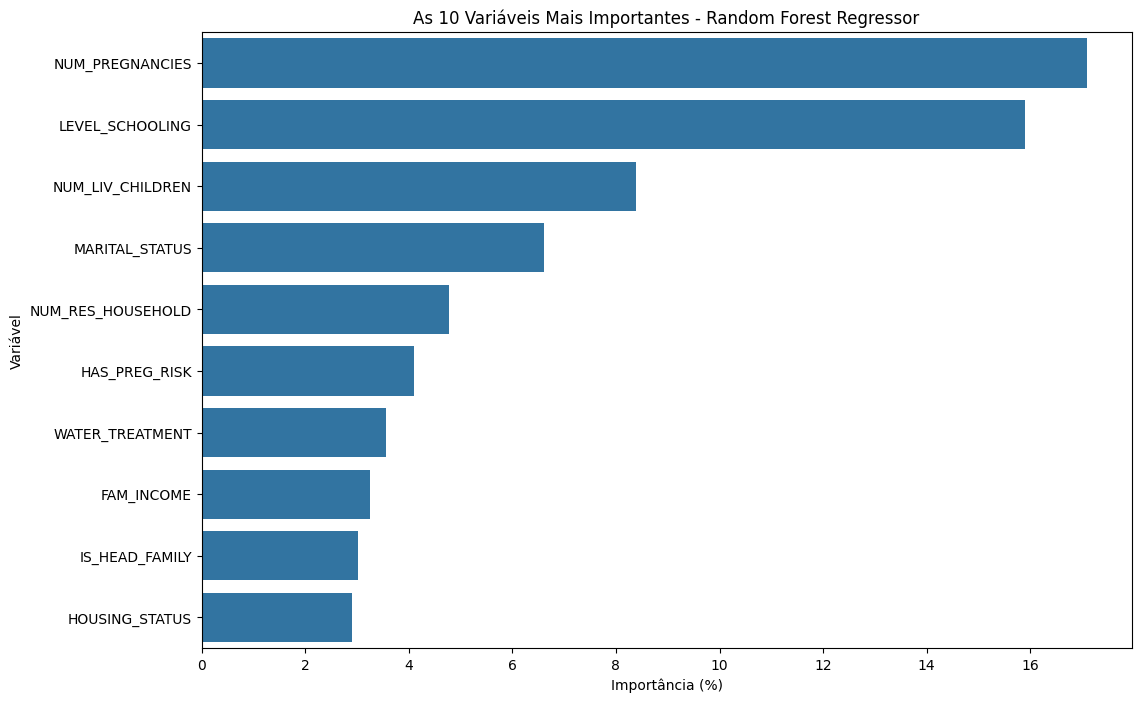 As 10 Variáveis Mais Importantes - Random Forest Regressor
Variável
NUM_PREGNANCIES
LEVEL_SCHOOLING
NUM_LIV_CHILDREN
MARITAL_STATUS
NUM_RES_HOUSEHOLD
HAS_PREG_RISK
WATER_TREATMENT
FAM_INCOME
IS_HEAD_FAMILY
HOUSING_STATUS
0 2 4 6 8 10 12 14 16
Importância (%)